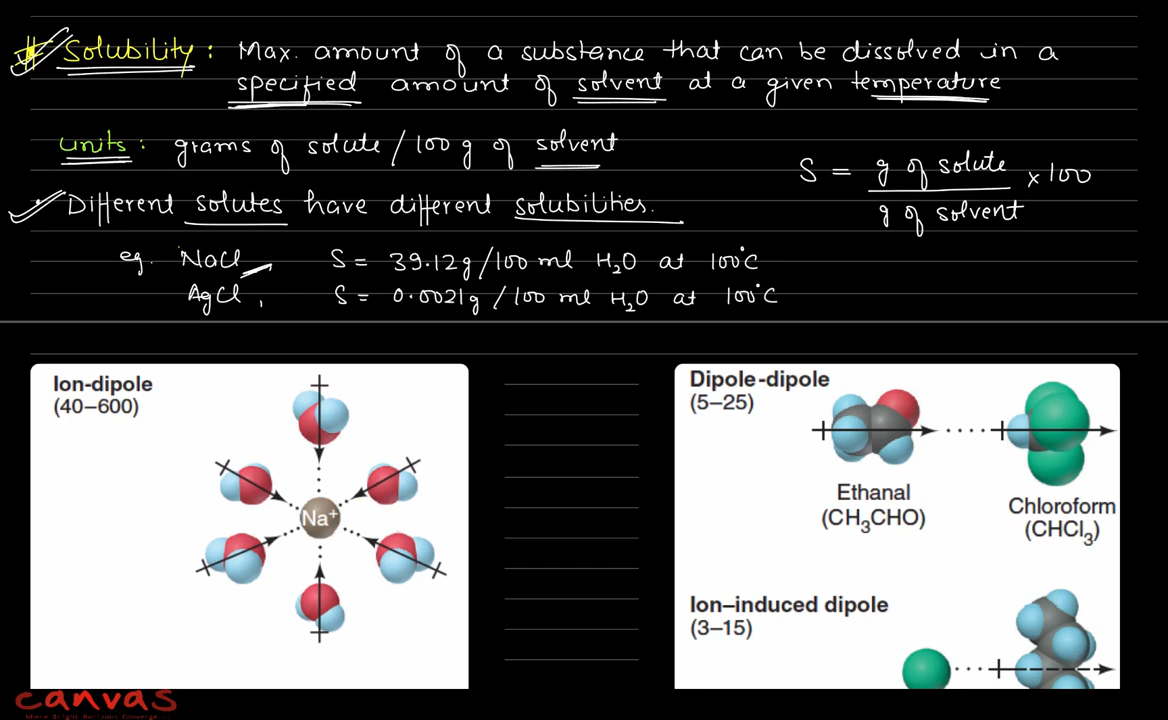 Solubility : Max. amount of a substance that can be dissolved in a
specified amount of solvent at a given temperature
Units : grams of solute / 100 g of solvent
S = g of solute / g of solvent × 100
Different solutes have different solubilities.
eg. NaCl, S = 39.12g /100 ml H₂O at 100°C
AgCl, S = 0.0021g /100 ml H₂O at 100°C
Ion-dipole
(40–600)
Na⁺
Dipole-dipole
(5–25)
Ethanal
(CH₃CHO)
Chloroform
(CHCl₃)
Ion–induced dipole
(3–15)
canvas